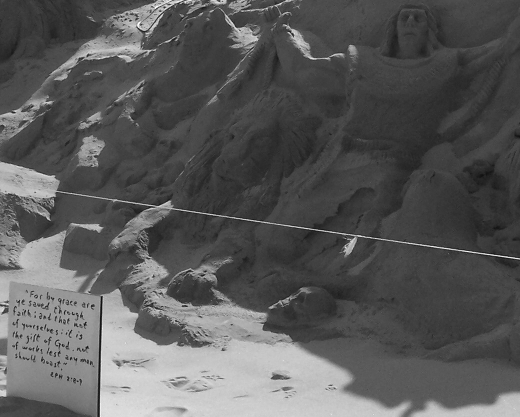 "For by grace are
ye saved through
faith; and that not
of yourselves: it is
the gift of God, not
of works lest any man
should boast."
EPH 2:8-9